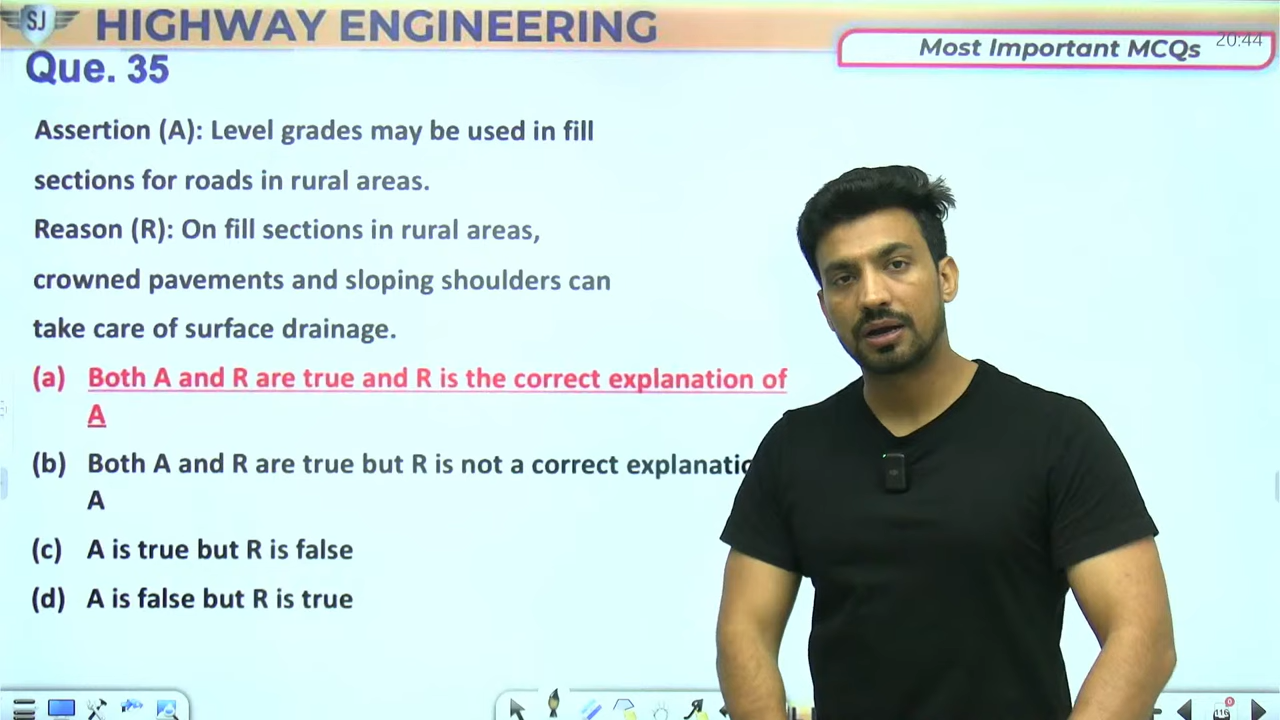 SJ
HIGHWAY ENGINEERING
Most Important MCQs
20:44
Que. 35
Assertion (A): Level grades may be used in fill
sections for roads in rural areas.
Reason (R): On fill sections in rural areas,
crowned pavements and sloping shoulders can
take care of surface drainage.
(a) Both A and R are true and R is the correct explanation of
A
(b) Both A and R are true but R is not a correct
A
(c) A is true but R is false
(d) A is false but R is true
116